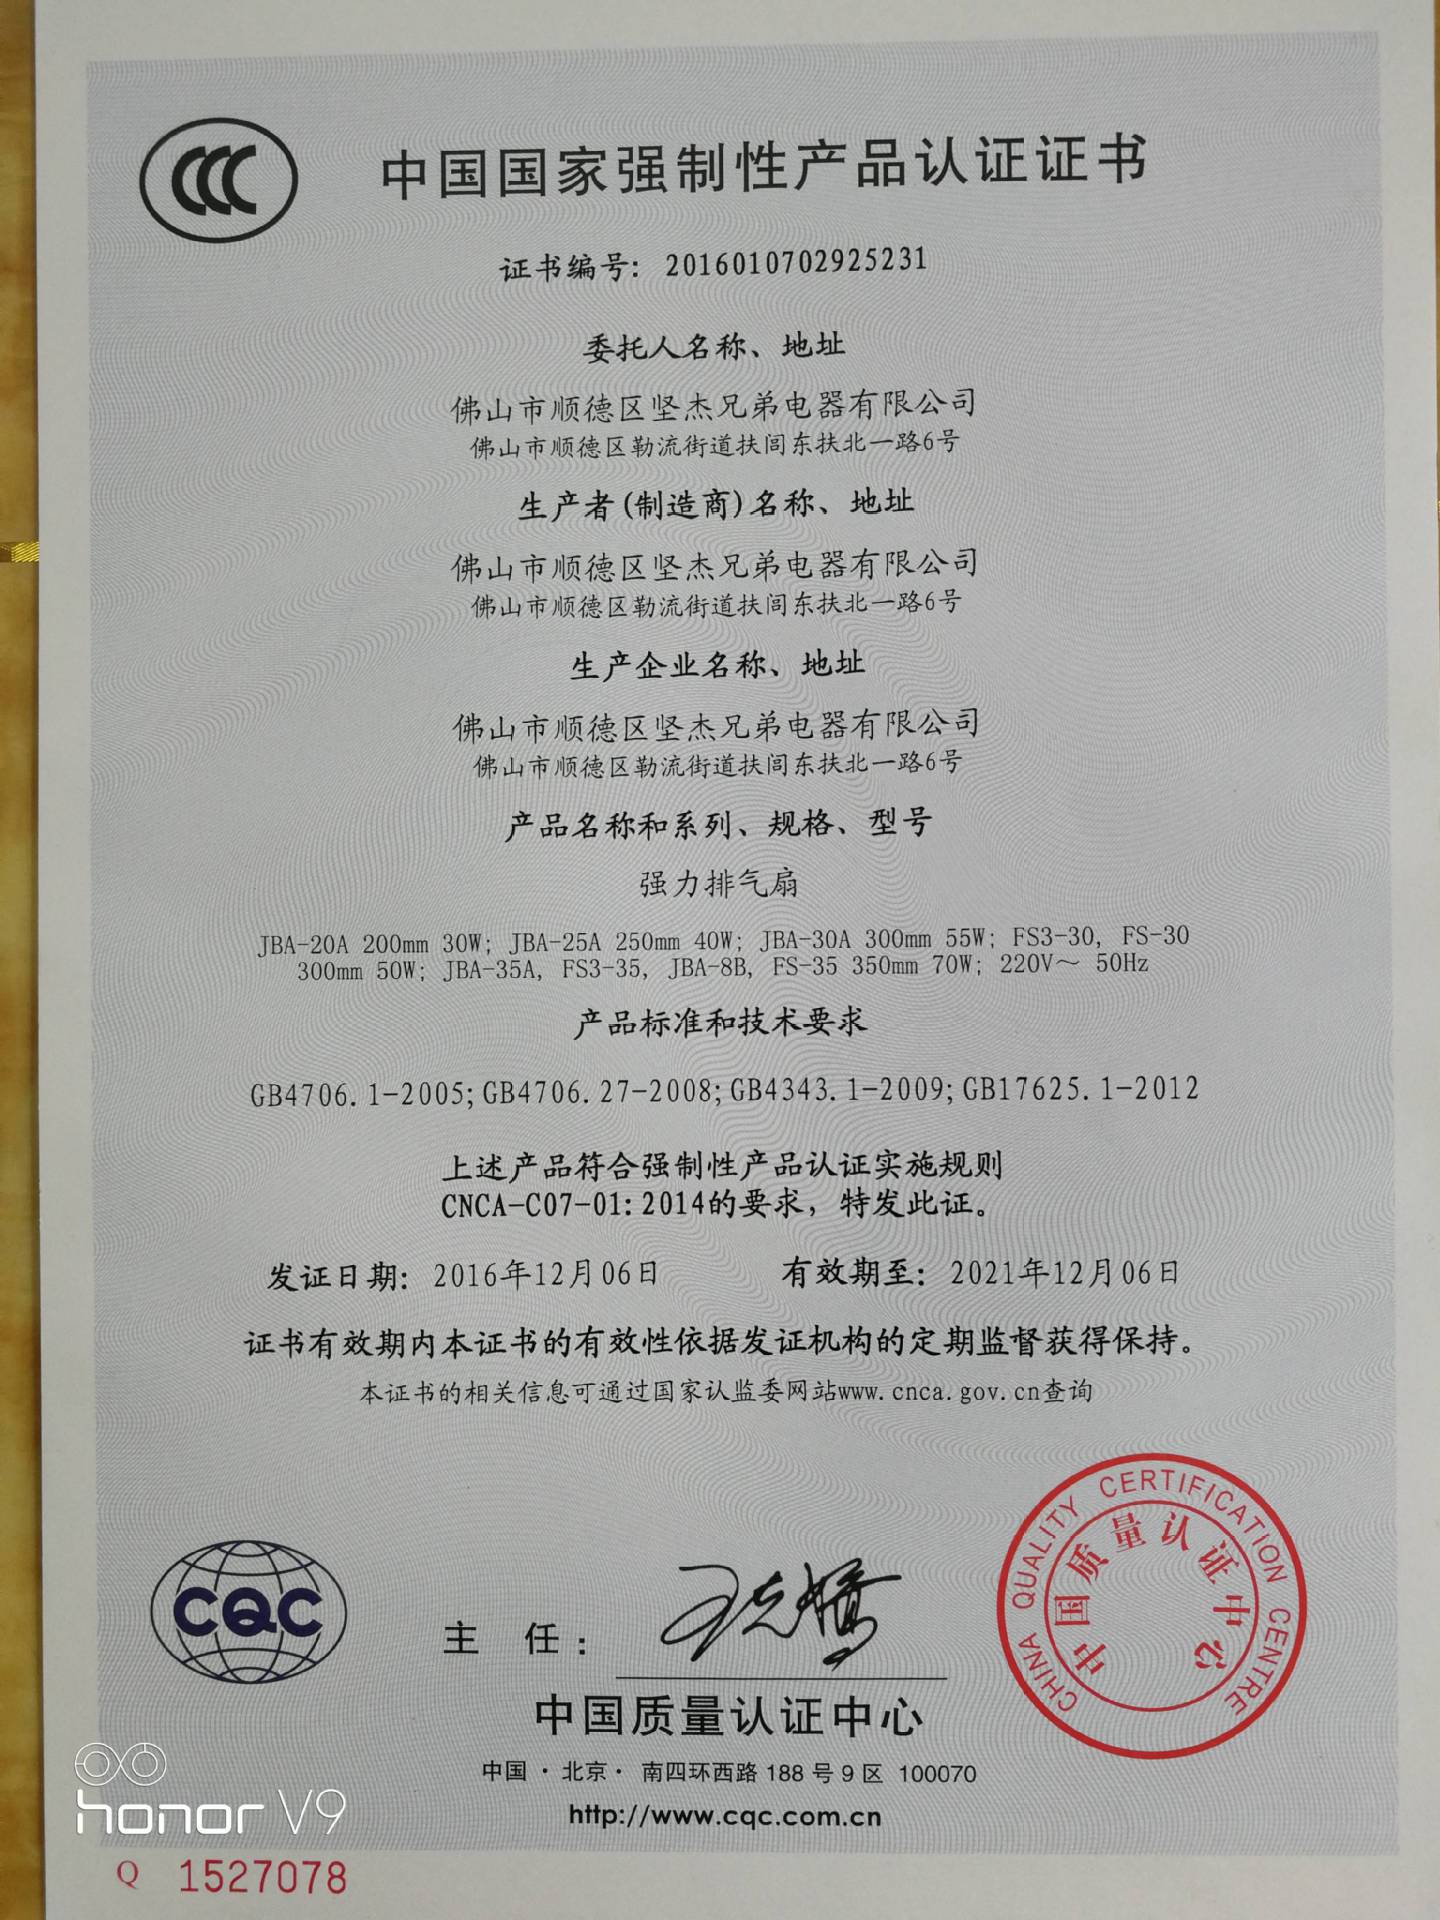 CCC
中国国家强制性产品认证证书
证书编号: 2016010702925231
委托人名称、地址
佛山市顺德区坚杰兄弟电器有限公司
佛山市顺德区勒流街道扶闾东扶北一路6号
生产者(制造商)名称、地址
佛山市顺德区坚杰兄弟电器有限公司
佛山市顺德区勒流街道扶闾东扶北一路6号
生产企业名称、地址
佛山市顺德区坚杰兄弟电器有限公司
佛山市顺德区勒流街道扶闾东扶北一路6号
产品名称和系列、规格、型号
强力排气扇
JBA-20A 200mm 30W; JBA-25A 250mm 40W; JBA-30A 300mm 55W; FS3-30, FS-30
300mm 50W; JBA-35A, FS3-35, JBA-8B, FS-35 350mm 70W; 220V～ 50Hz
产品标准和技术要求
GB4706.1-2005;GB4706.27-2008;GB4343.1-2009;GB17625.1-2012
上述产品符合强制性产品认证实施规则
CNCA-C07-01:2014的要求，特发此证。
发证日期: 2016年12月06日 有效期至: 2021年12月06日
证书有效期内本证书的有效性依据发证机构的定期监督获得保持。
本证书的相关信息可通过国家认监委网站www.cnca.gov.cn查询
CHINA QUALITY CERTIFICATION CENTRE
中国质量认证中心
CQC
主 任:
中国质量认证中心
中国·北京· 南四环西路 188 号 9 区 100070
http://www.cqc.com.cn
honor V9
Q 1527078